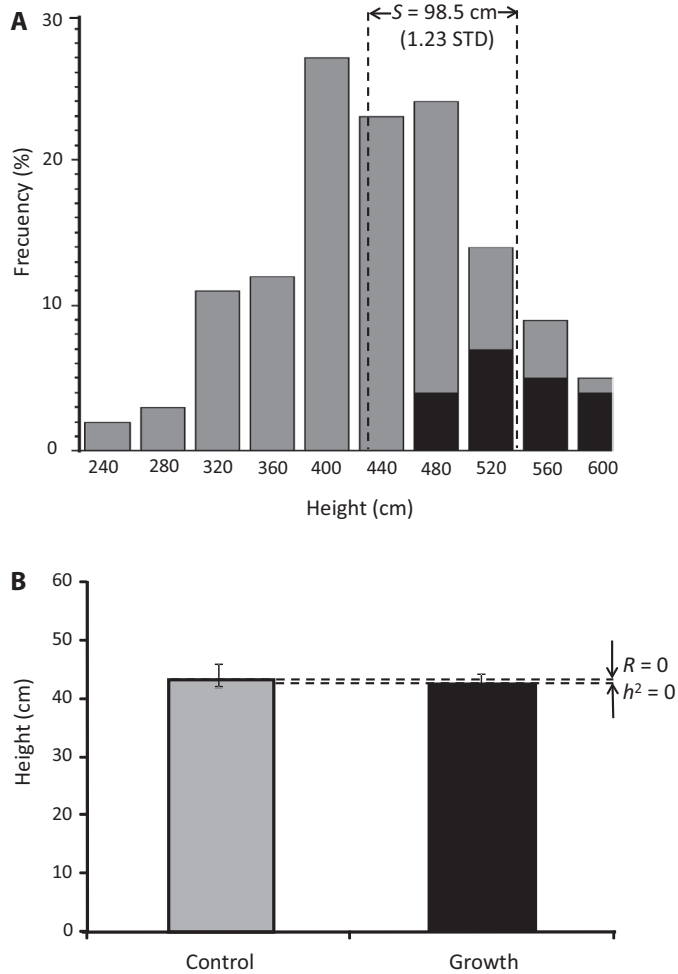 A
30
20
10
0
Frecuency (%)
S = 98.5 cm
(1.23 STD)
240 280 320 360 400 440 480 520 560 600
Height (cm)
B
60
50
40
30
20
10
0
Height (cm)
R = 0
h² = 0
Control Growth